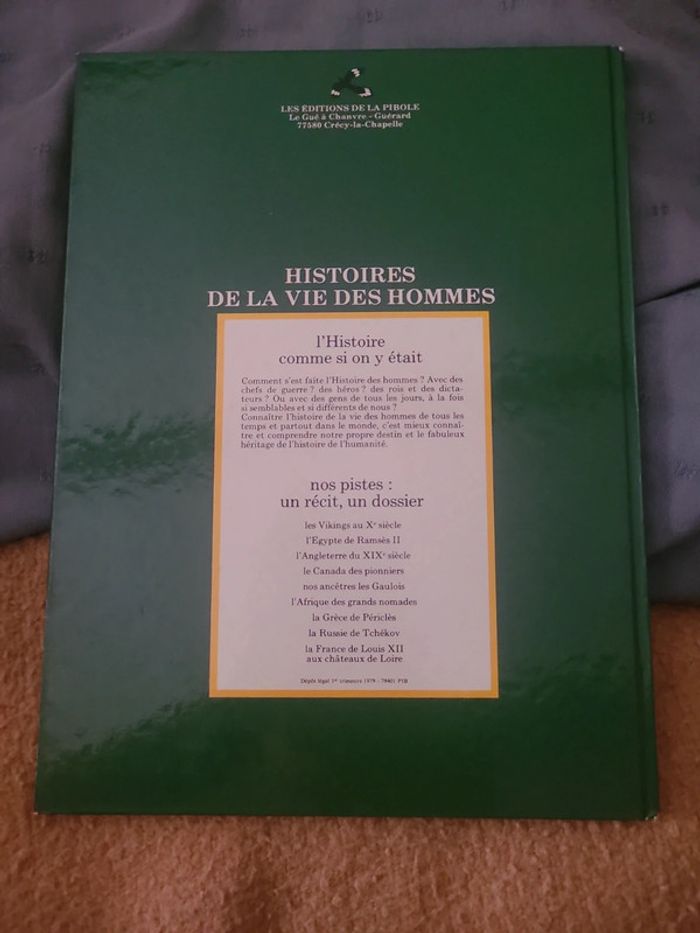 LES ÉDITIONS DE LA PIBOLE
Le Gué à Chanvre - Guérard
77580 Crécy-la-Chapelle
HISTOIRES
DE LA VIE DES HOMMES
l'Histoire
comme si on y était
Comment s'est faite l'Histoire des hommes ? Avec des
chefs de guerre ? des héros ? des rois et des dicta-
teurs ? Ou avec des gens de tous les jours, à la fois
si semblables et si différents de nous ?
Connaître l'histoire de la vie des hommes de tous les
temps et partout dans le monde, c'est mieux connaî-
tre et comprendre notre propre destin et le fabuleux
héritage de l'histoire de l'humanité.
nos pistes :
un récit, un dossier
les Vikings au Xe siècle
l'Egypte de Ramsès II
l'Angleterre du XIXe siècle
le Canada des pionniers
nos ancêtres les Gaulois
l'Afrique des grands nomades
la Grèce de Périclès
la Russie de Tchékov
la France de Louis XII
aux châteaux de Loire
Dépôt légal 1er trimestre 1979 - 79401 PIB